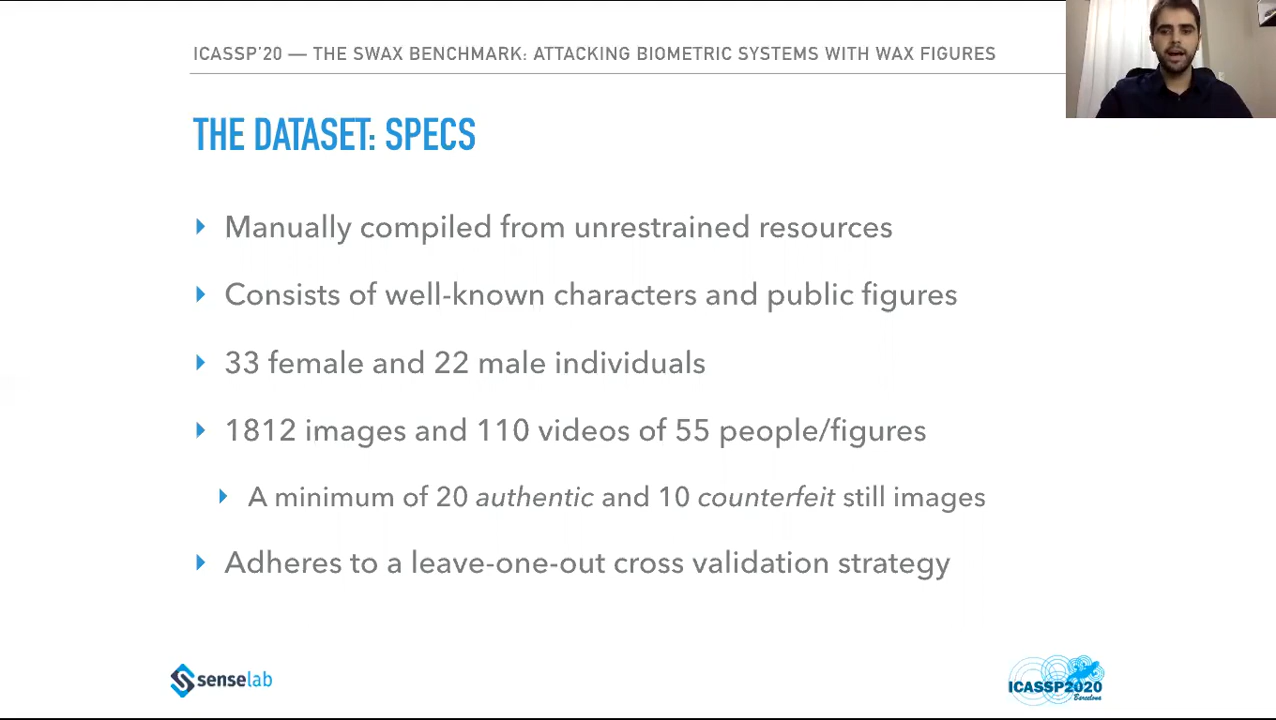 ICASSP'20 — THE SWAX BENCHMARK: ATTACKING BIOMETRIC SYSTEMS WITH WAX FIGURES
THE DATASET: SPECS
Manually compiled from unrestrained resources
Consists of well-known characters and public figures
33 female and 22 male individuals
1812 images and 110 videos of 55 people/figures
A minimum of 20 authentic and 10 counterfeit still images
Adheres to a leave-one-out cross validation strategy
senselab
ICASSP2020
Barcelona